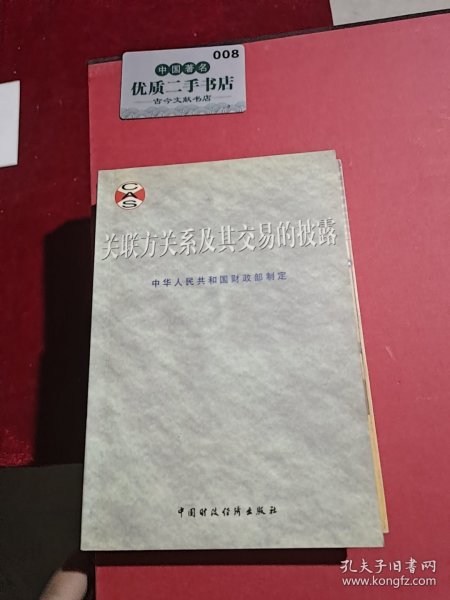 008
中国著名
优质二手书店
古今文献书店
CAS
关联方关系及其交易的披露
中华人民共和国财政部制定
中国财政经济出版社
孔夫子旧书网
www.kongfz.com